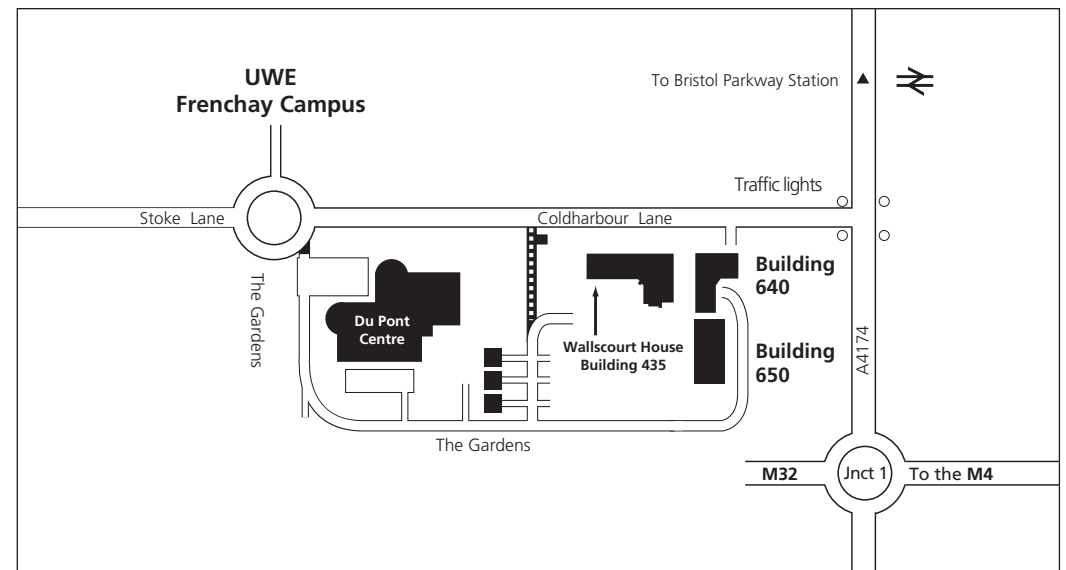 UWE
Frenchay Campus
To Bristol Parkway Station
Traffic lights
Stoke Lane
Coldharbour Lane
The Gardens
Building
640
Du Pont
Centre
Wallscourt House
Building 435
Building
650
A4174
The Gardens
M32
Jnct 1
To the M4